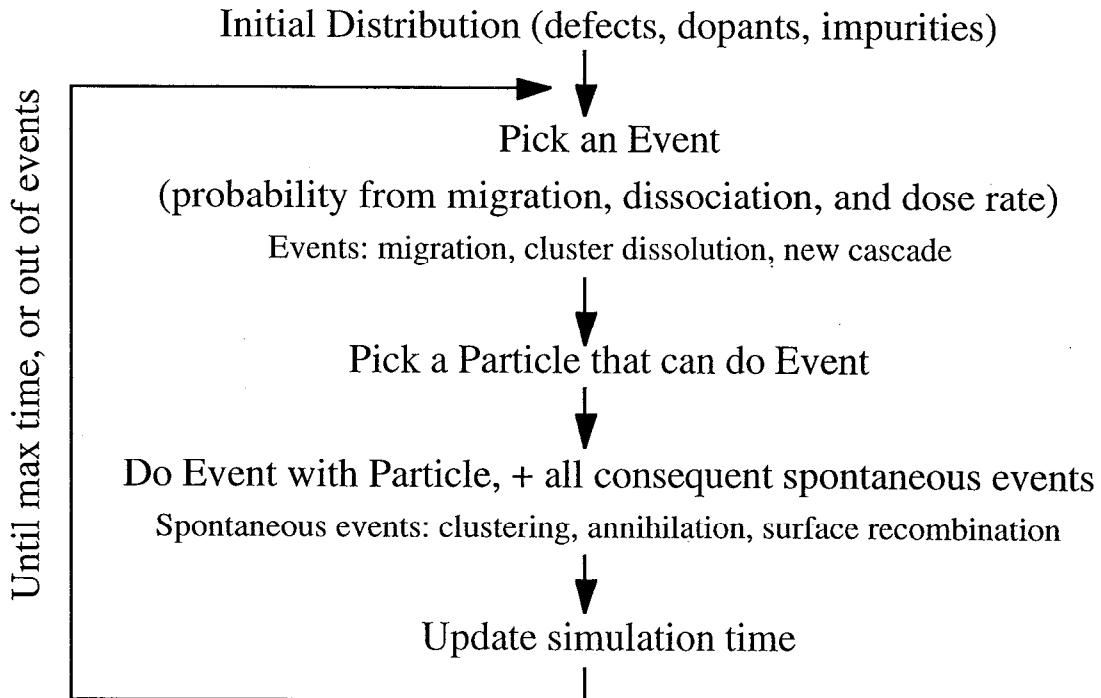 Initial Distribution (defects, dopants, impurities)
Pick an Event
(probability from migration, dissociation, and dose rate)
Events: migration, cluster dissolution, new cascade
Pick a Particle that can do Event
Do Event with Particle, + all consequent spontaneous events
Spontaneous events: clustering, annihilation, surface recombination
Update simulation time
Until max time, or out of events